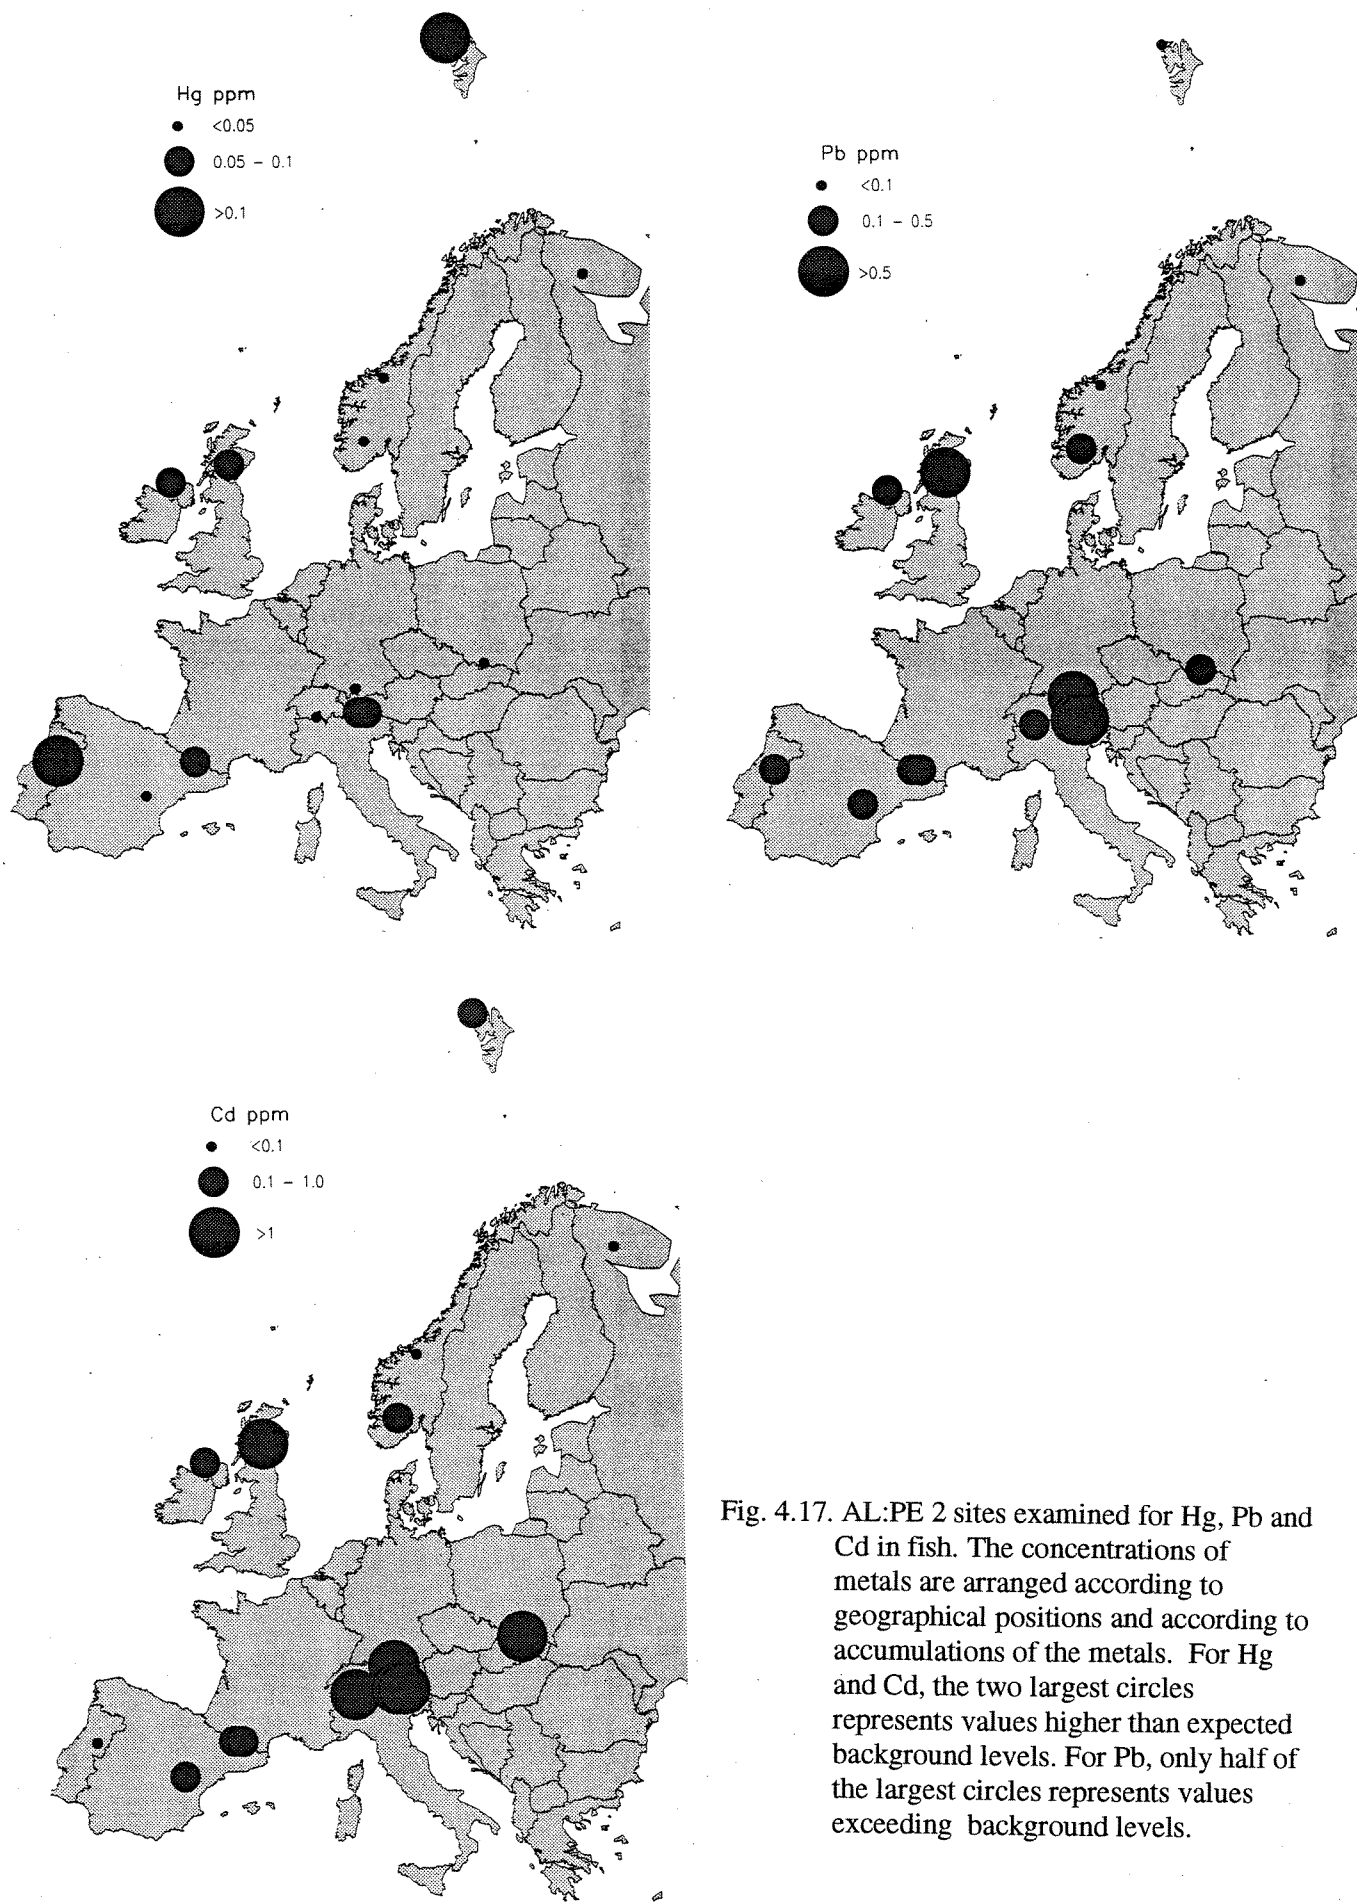 Hg ppm
<0.05
0.05 - 0.1
>0.1
Pb ppm
<0.1
0.1 - 0.5
>0.5
Cd ppm
<0.1
0.1 - 1.0
>1
Fig. 4.17. AL:PE 2 sites examined for Hg, Pb and
Cd in fish. The concentrations of
metals are arranged according to
geographical positions and according to
accumulations of the metals. For Hg
and Cd, the two largest circles
represents values higher than expected
background levels. For Pb, only half of
the largest circles represents values
exceeding background levels.